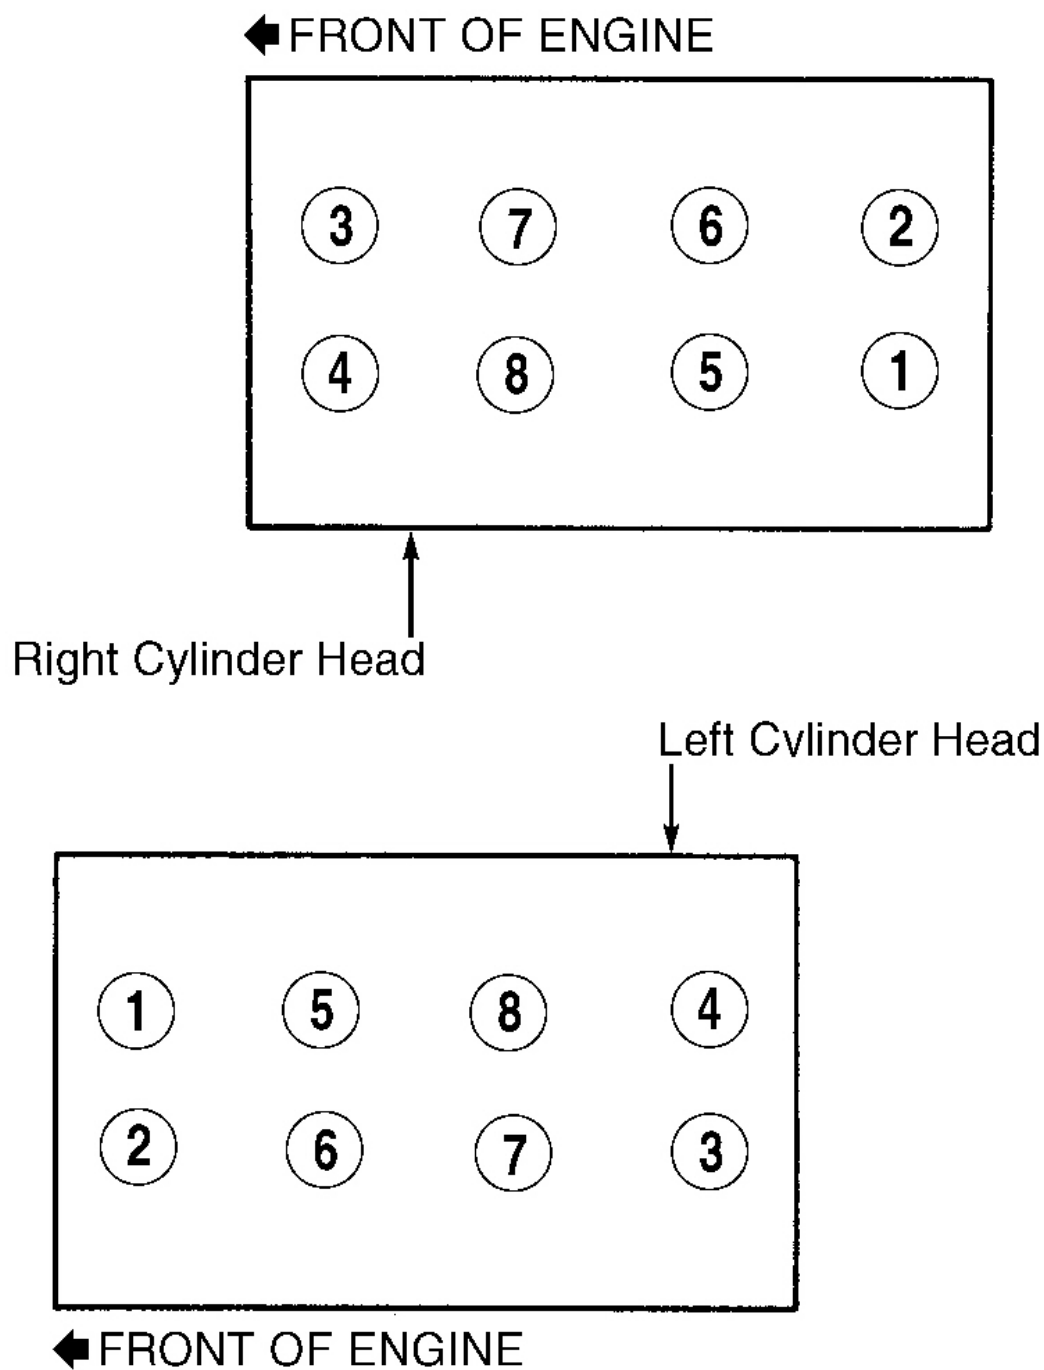 FRONT OF ENGINE
3 7 6 2
4 8 5 1
Right Cylinder Head
Left Cvlinder Head
1 5 8 4
2 6 7 3
FRONT OF ENGINE